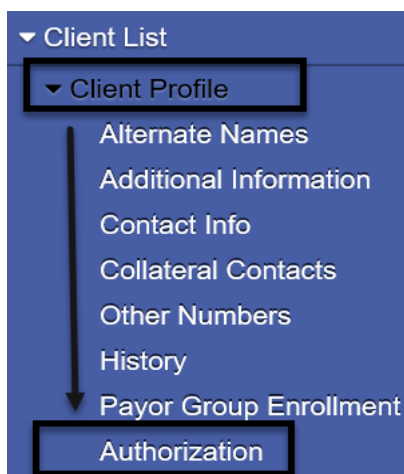 Client List
Client Profile
Alternate Names
Additional Information
Contact Info
Collateral Contacts
Other Numbers
History
Payor Group Enrollment
Authorization